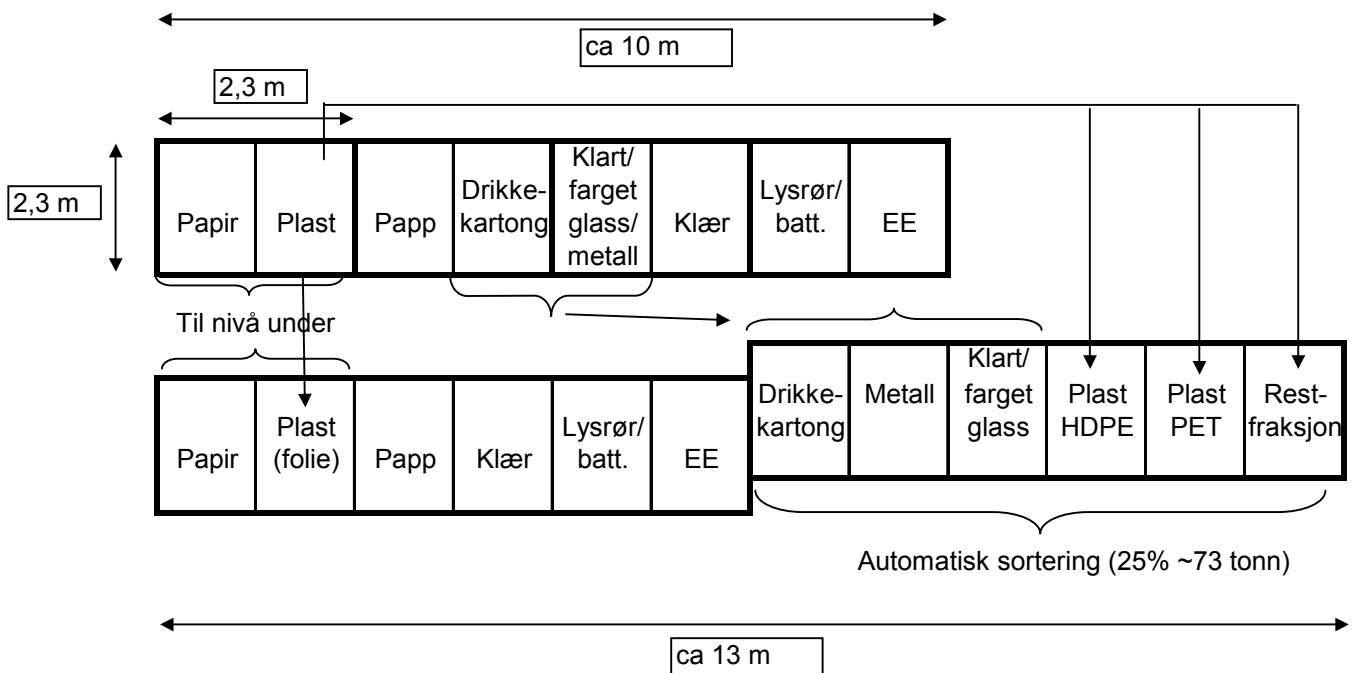 ca 10 m
2,3 m
2,3 m
Papir
Plast
Papp
Drikke-
kartong
Klart/
farget
glass/
metall
Klær
Lysrør/
batt.
EE
Til nivå under
Papir
Plast
(folie)
Papp
Klær
Lysrør/
batt.
EE
Drikke-
kartong
Metall
Klart/
farget
glass
Plast
HDPE
Plast
PET
Rest-
fraksjon
Automatisk sortering (25% ~73 tonn)
ca 13 m